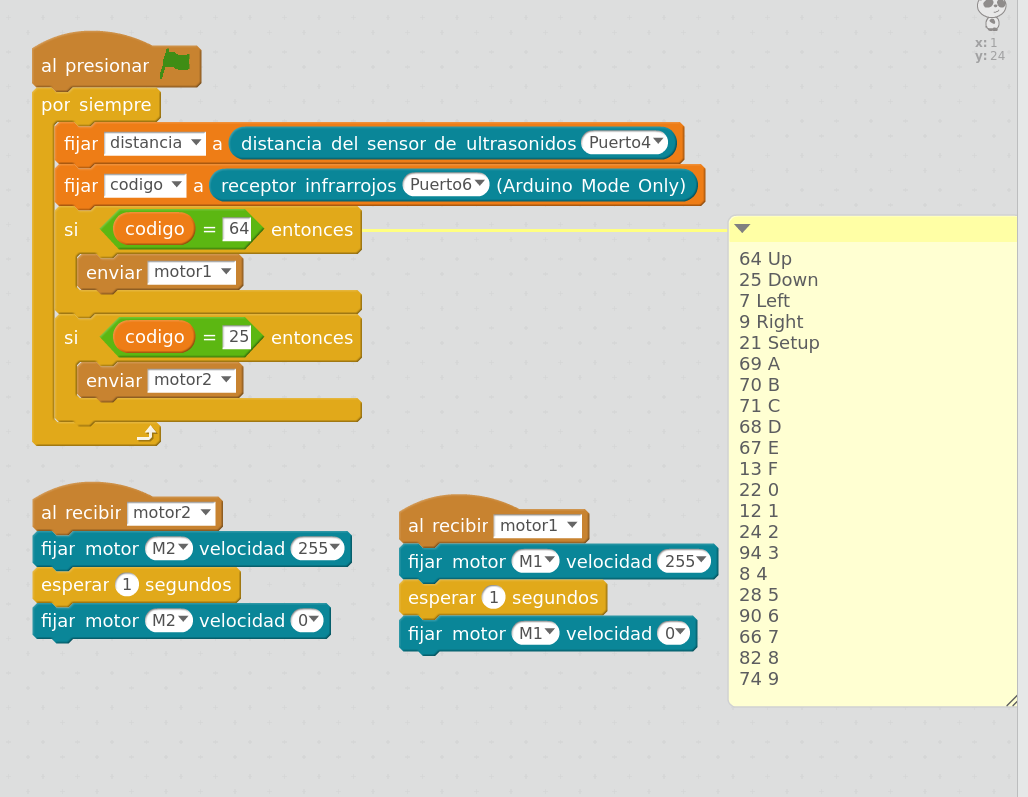 x: 1
y: 24
al presionar
por siempre
fijar distancia a distancia del sensor de ultrasonidos Puerto4
fijar codigo a receptor infrarrojos Puerto6 (Arduino Mode Only)
si codigo = 64 entonces
enviar motor1
si codigo = 25 entonces
enviar motor2
al recibir motor2
fijar motor M2 velocidad 255
esperar 1 segundos
fijar motor M2 velocidad 0
al recibir motor1
fijar motor M1 velocidad 255
esperar 1 segundos
fijar motor M1 velocidad 0
64 Up
25 Down
7 Left
9 Right
21 Setup
69 A
70 B
71 C
68 D
67 E
13 F
22 0
12 1
24 2
94 3
8 4
28 5
90 6
66 7
82 8
74 9